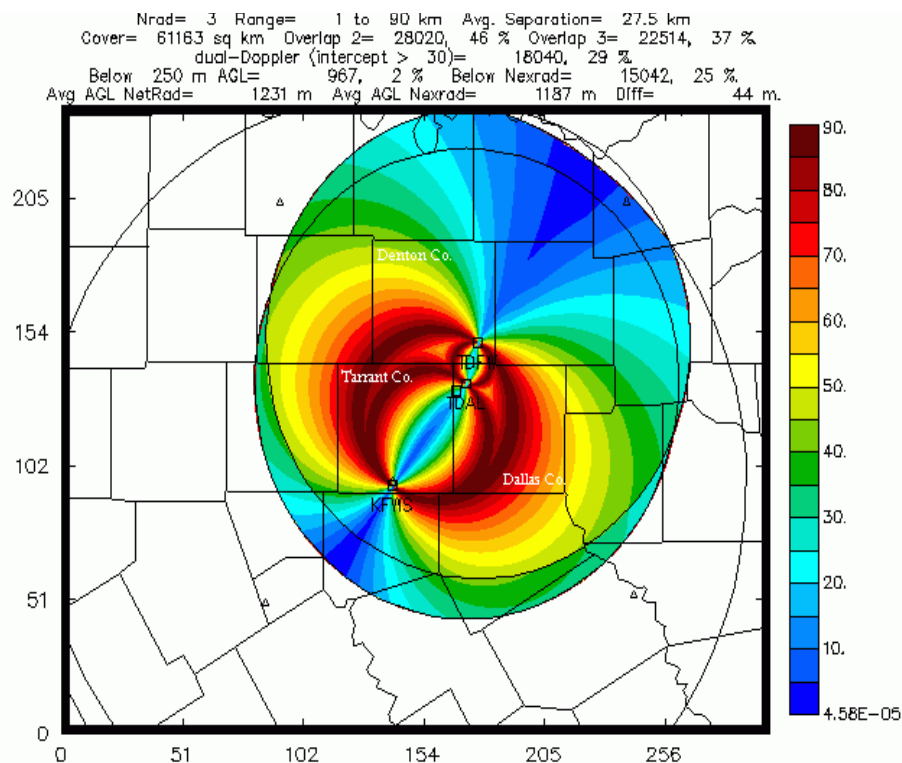 Nrad= 3 Range= 1 to 90 km Avg. Separation= 27.5 km
Cover= 61163 sq km Overlap 2= 28020, 46 % Overlap 3= 22514, 37 %
dual-Doppler (intercept > 30)= 18040, 29 %
Below 250 m AGL= 967, 2 % Below Nexrad= 15042, 25 %
Avg AGL NetRad= 1231 m Avg AGL Nexrad= 1187 m Diff= 44 m.
90.
80.
70.
60.
50.
40.
30.
20.
10.
4.58E-05
205
154
102
51
0
Denton Co.
TDFW
Tarrant Co.
TDAL
Dallas Co.
KFWS
0 51 102 154 205 256